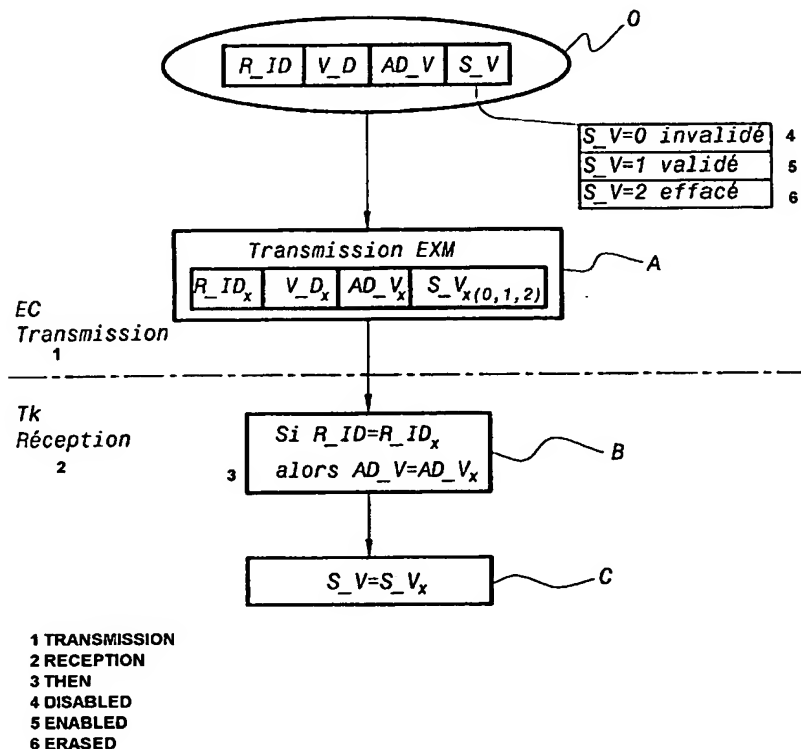 O
R_ID V_D AD_V S_V
S_V=0 invalidé 4
S_V=1 validé 5
S_V=2 effacé 6
Transmission EXM
A
R_IDx V_Dx AD_Vx S_Vx(0,1,2)
EC
Transmission
1
Tk
Réception
2
Si R_ID=R_IDx
B
3 alors AD_V=AD_Vx
S_V=S_Vx
C
1 TRANSMISSION
2 RECEPTION
3 THEN
4 DISABLED
5 ENABLED
6 ERASED